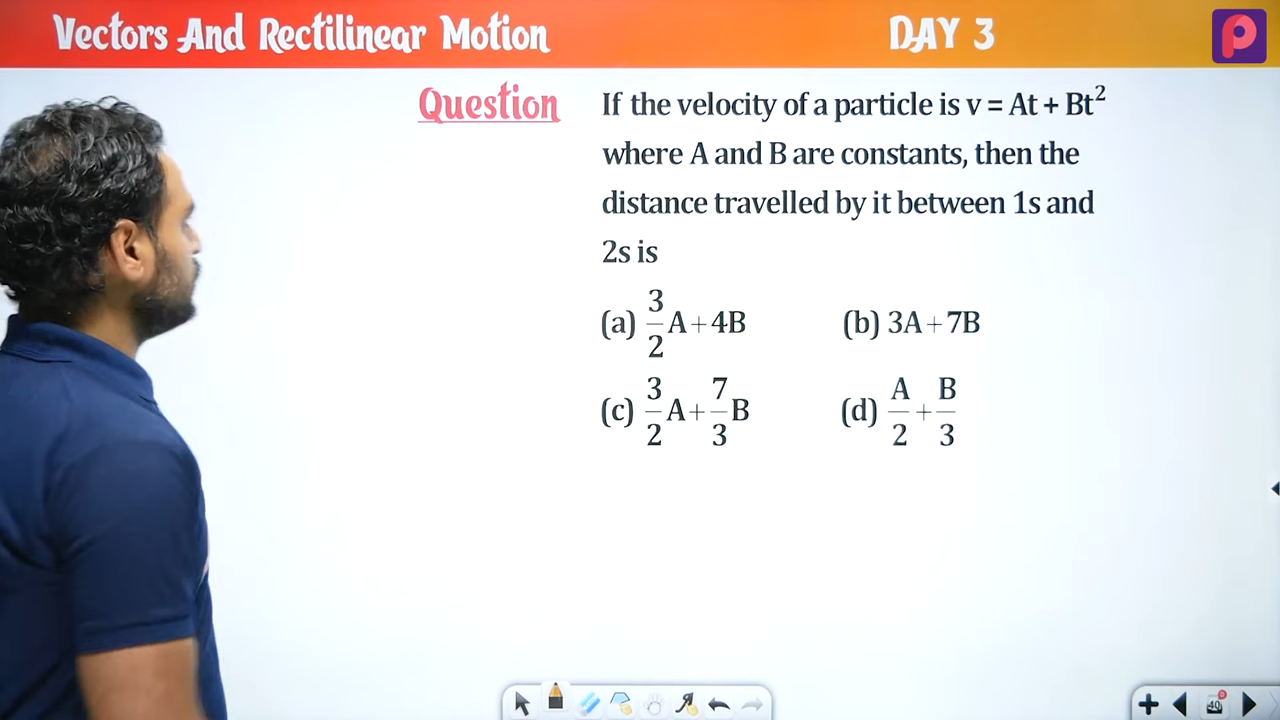 Vectors And Rectilinear Motion
DAY 3
Question
If the velocity of a particle is v = At + Bt²
where A and B are constants, then the
distance travelled by it between 1s and
2s is
(a) 3/2 A + 4B
(b) 3A + 7B
(c) 3/2 A + 7/3 B
(d) A/2 + B/3
40